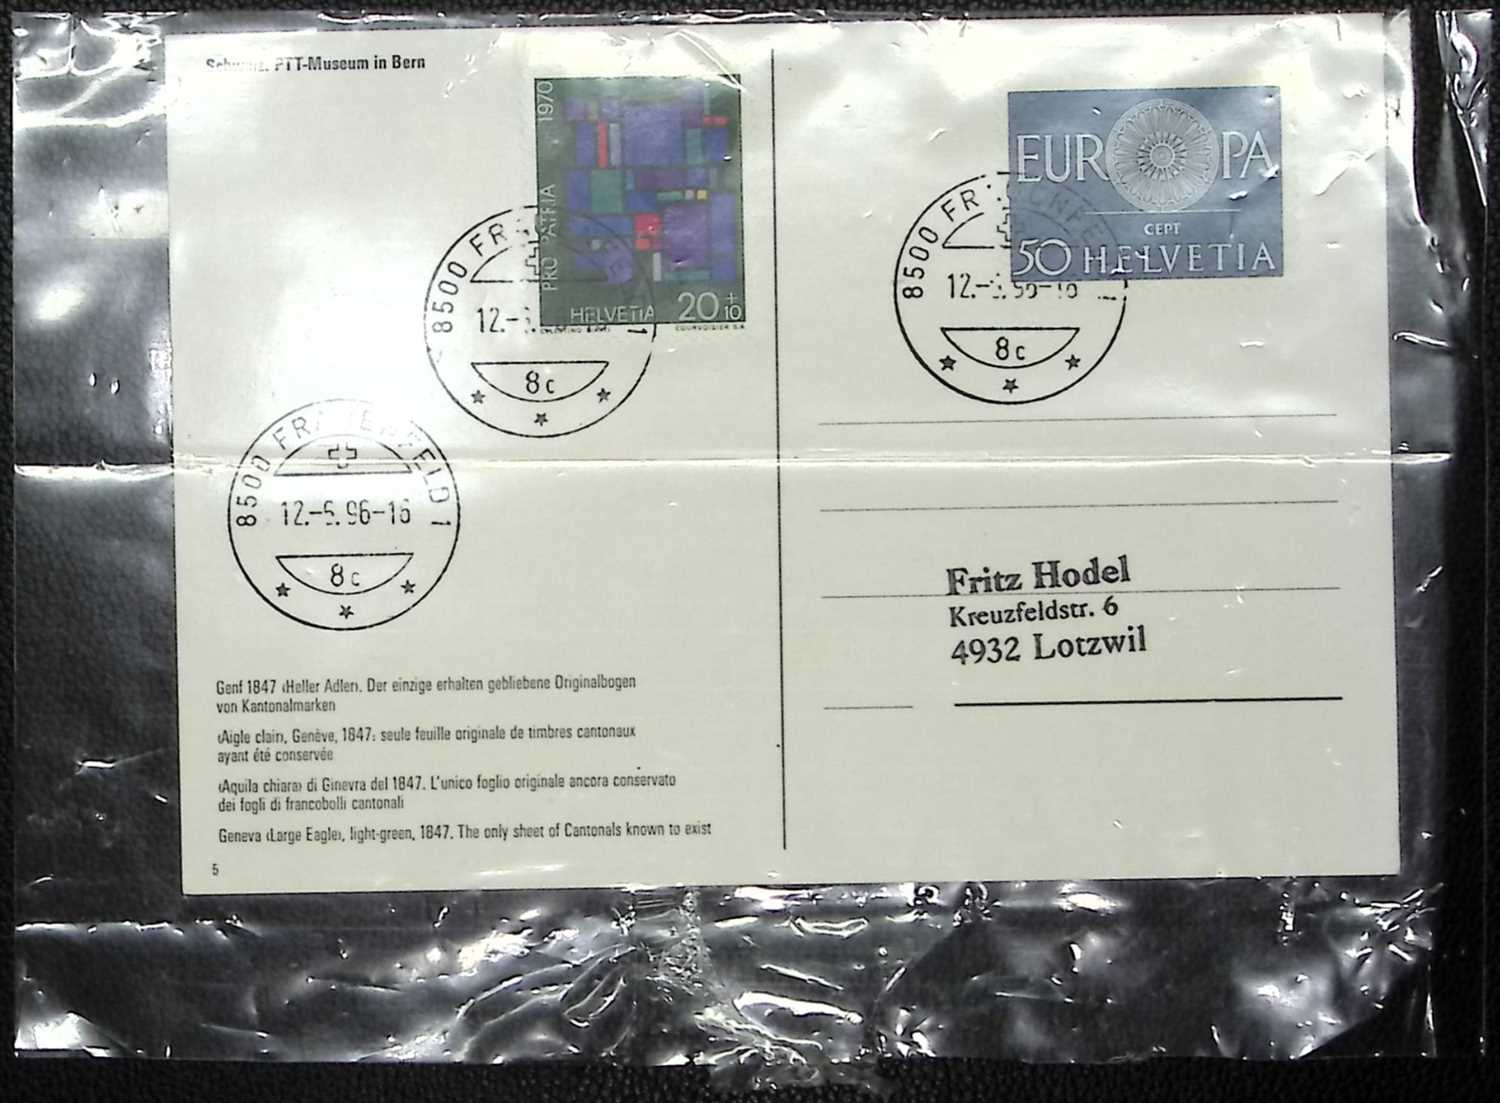 Schweiz. PTT-Museum in Bern
PRO PATRIA 1970
HELVETIA 20+10
COURVOISIER S.A.
EUROPA
CEPT
50 HELVETIA
8500 FR
12.-
8c
8500 FR
12.-
8c
8500 FRAUENFELD 1
12.-6.96-16
8c
Fritz Hodel
Kreuzfeldstr. 6
4932 Lotzwil
Genf 1847 ‹Heller Adler›. Der einzige erhalten gebliebene Originalbogen
von Kantonalmarken
‹Aigle clair›, Genève, 1847: seule feuille originale de timbres cantonaux
ayant été conservée
‹Aquila chiara› di Ginevra del 1847. L'unico foglio originale ancora conservato
dei fogli di francobolli cantonali
Geneva ‹Large Eagle›, light-green, 1847. The only sheet of Cantonals known to exist
5